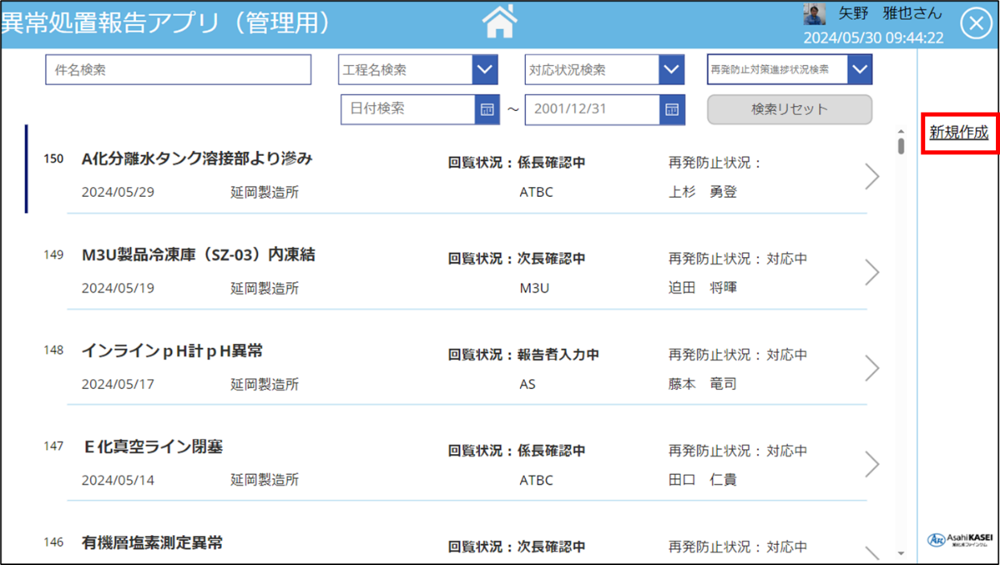 異常処置報告アプリ（管理用）
矢野　雅也さん
2024/05/30 09:44:22
件名検索
工程名検索
対応状況検索
再発防止対策進捗状況検索
日付検索
～
2001/12/31
検索リセット
新規作成
150 A化分離水タンク溶接部より滲み 回覧状況：係長確認中 再発防止状況：
2024/05/29 延岡製造所 ATBC 上杉　勇登
149 M3U製品冷凍庫（SZ-03）内凍結 回覧状況：次長確認中 再発防止状況：対応中
2024/05/19 延岡製造所 M3U 迫田　将暉
148 インラインｐH計ｐH異常 回覧状況：報告者入力中 再発防止状況：対応中
2024/05/17 延岡製造所 AS 藤本　竜司
147 Ｅ化真空ライン閉塞 回覧状況：係長確認中 再発防止状況：対応中
2024/05/14 延岡製造所 ATBC 田口　仁貴
146 有機層塩素測定異常 回覧状況：次長確認中 再発防止状況：対応中
AFC AsahiKASEI
旭化成ファインケム